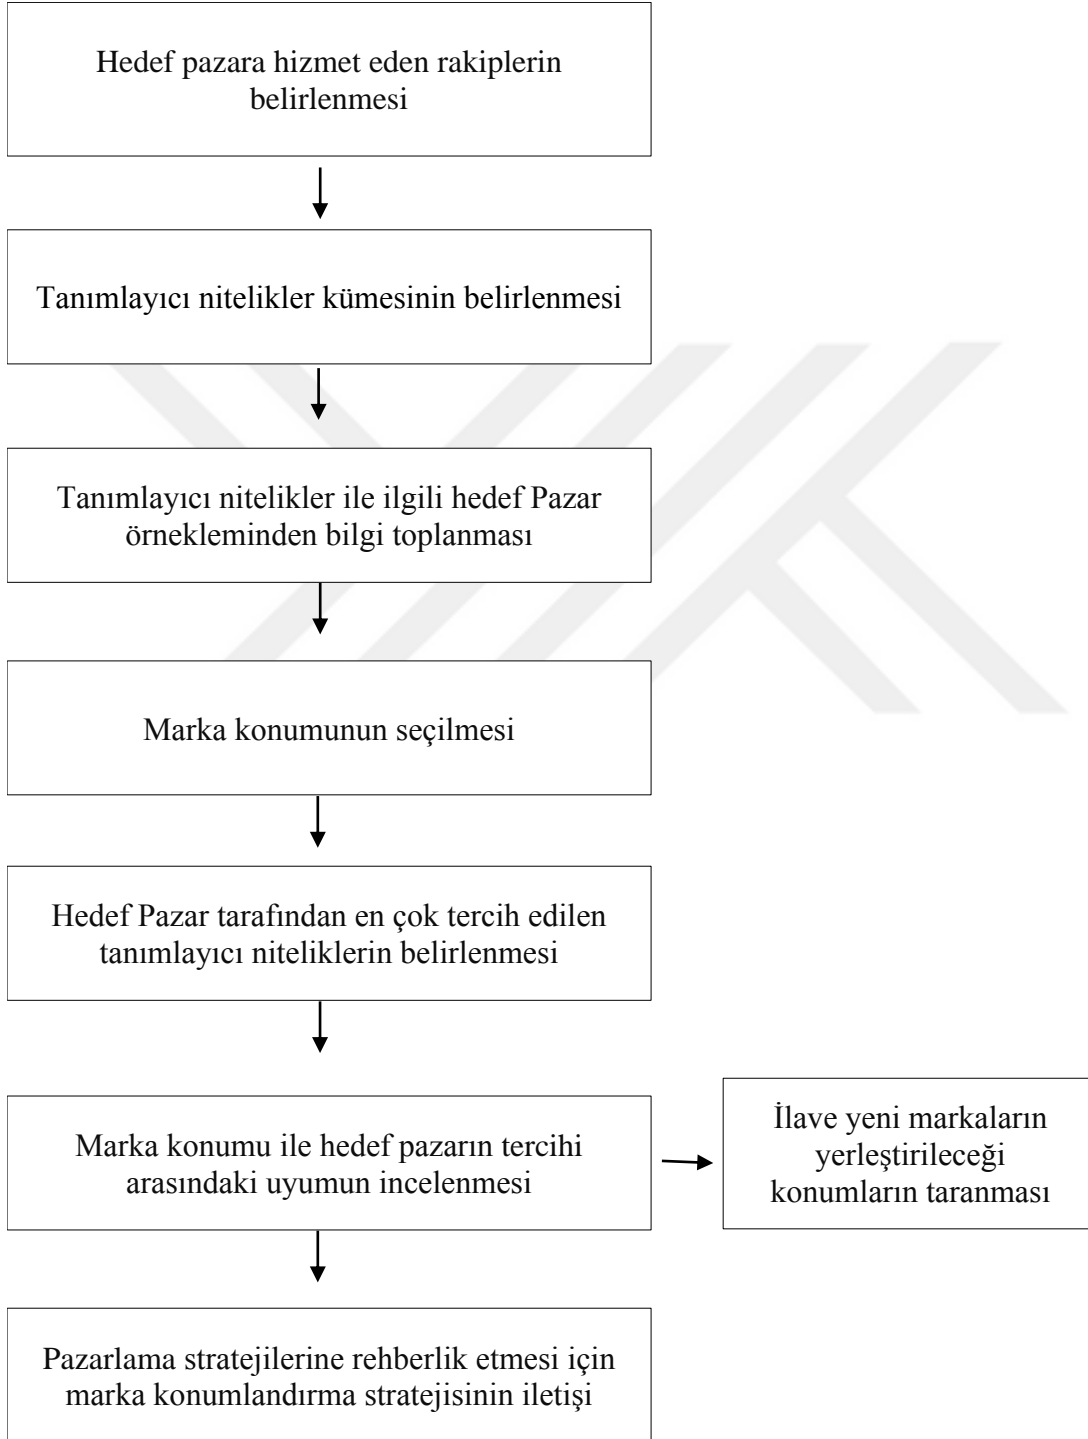 Hedef pazara hizmet eden rakiplerin
belirlenmesi
Tanımlayıcı nitelikler kümesinin belirlenmesi
Tanımlayıcı nitelikler ile ilgili hedef Pazar
örnekleminden bilgi toplanması
Marka konumunun seçilmesi
Hedef Pazar tarafından en çok tercih edilen
tanımlayıcı niteliklerin belirlenmesi
Marka konumu ile hedef pazarın tercihi
arasındaki uyumun incelenmesi
İlave yeni markaların
yerleştirileceği
konumların taranması
Pazarlama stratejilerine rehberlik etmesi için
marka konumlandırma stratejisinin iletişi